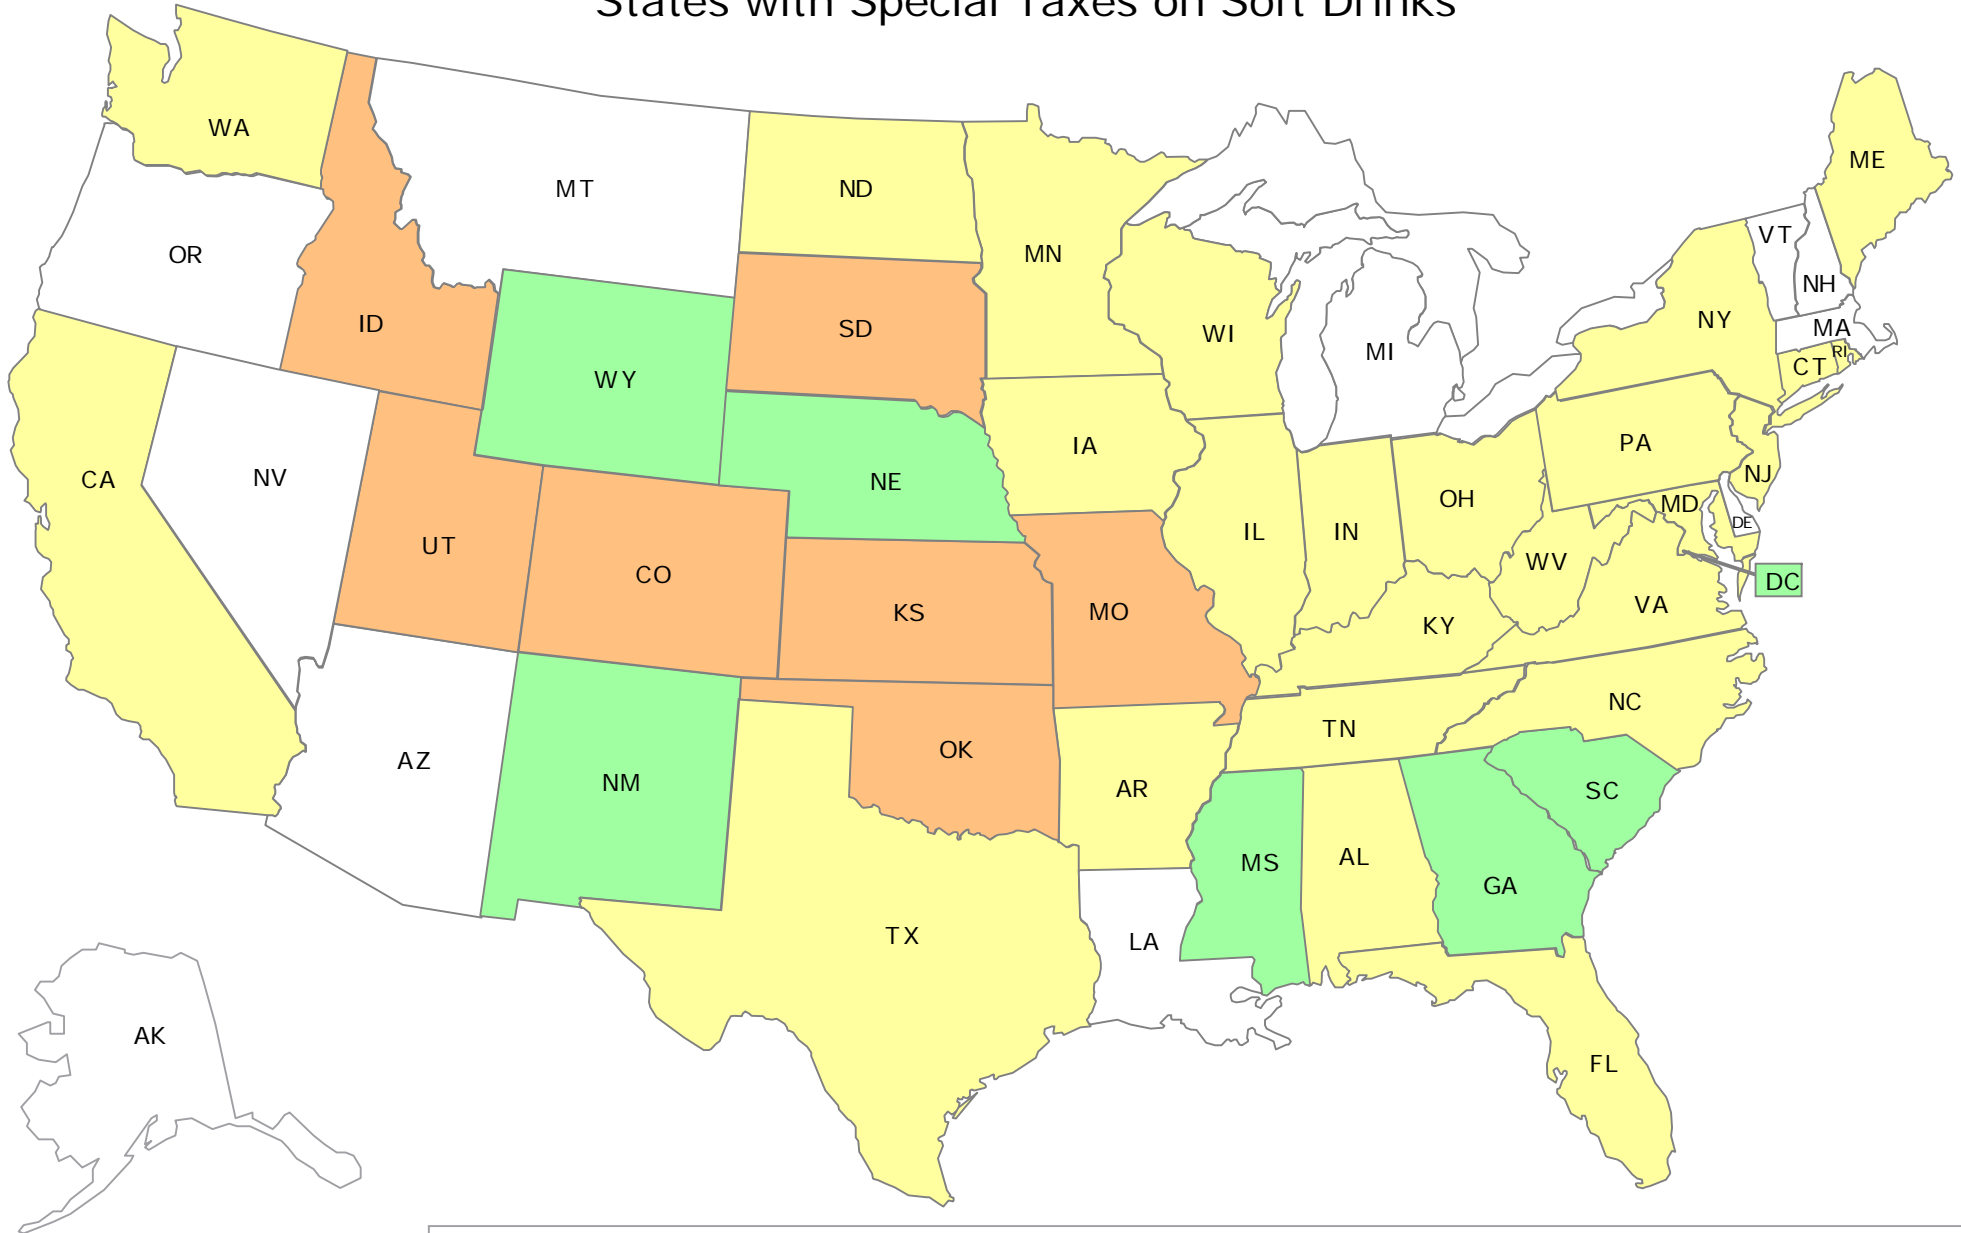 States with Special Taxes on Soft Drinks
WA
MT
ND
MN
ME
OR
ID
WY
SD
WI
MI
VT
NH
NY
MA
CT
RI
CA
NV
UT
CO
NE
IA
IL
IN
OH
PA
NJ
MD
DE
DC
WV
VA
KS
MO
KY
AZ
NM
OK
AR
TN
NC
SC
TX
LA
MS
AL
GA
FL
AK